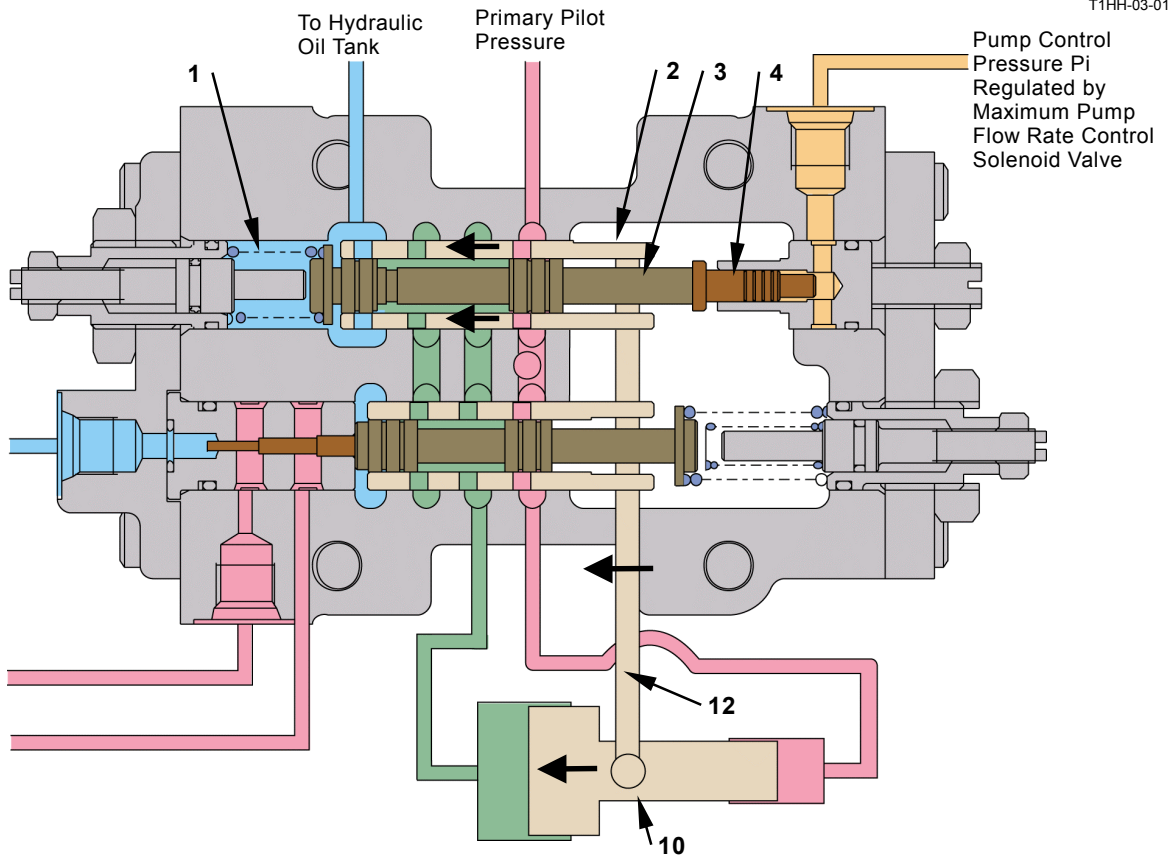 T1HH-03-01
To Hydraulic
Oil Tank
Primary Pilot
Pressure
Pump Control
Pressure Pi
Regulated by
Maximum Pump
Flow Rate Control
Solenoid Valve
1
2
3
4
12
10